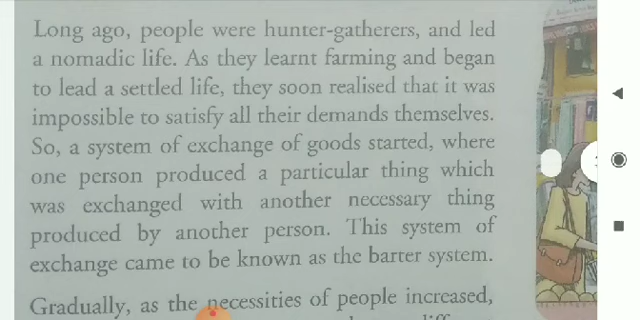 Long ago, people were hunter-gatherers, and led
a nomadic life. As they learnt farming and began
to lead a settled life, they soon realised that it was
impossible to satisfy all their demands themselves.
So, a system of exchange of goods started, where
one person produced a particular thing which
was exchanged with another necessary thing
produced by another person. This system of
exchange came to be known as the barter system.
Gradually, as the necessities of people increased,